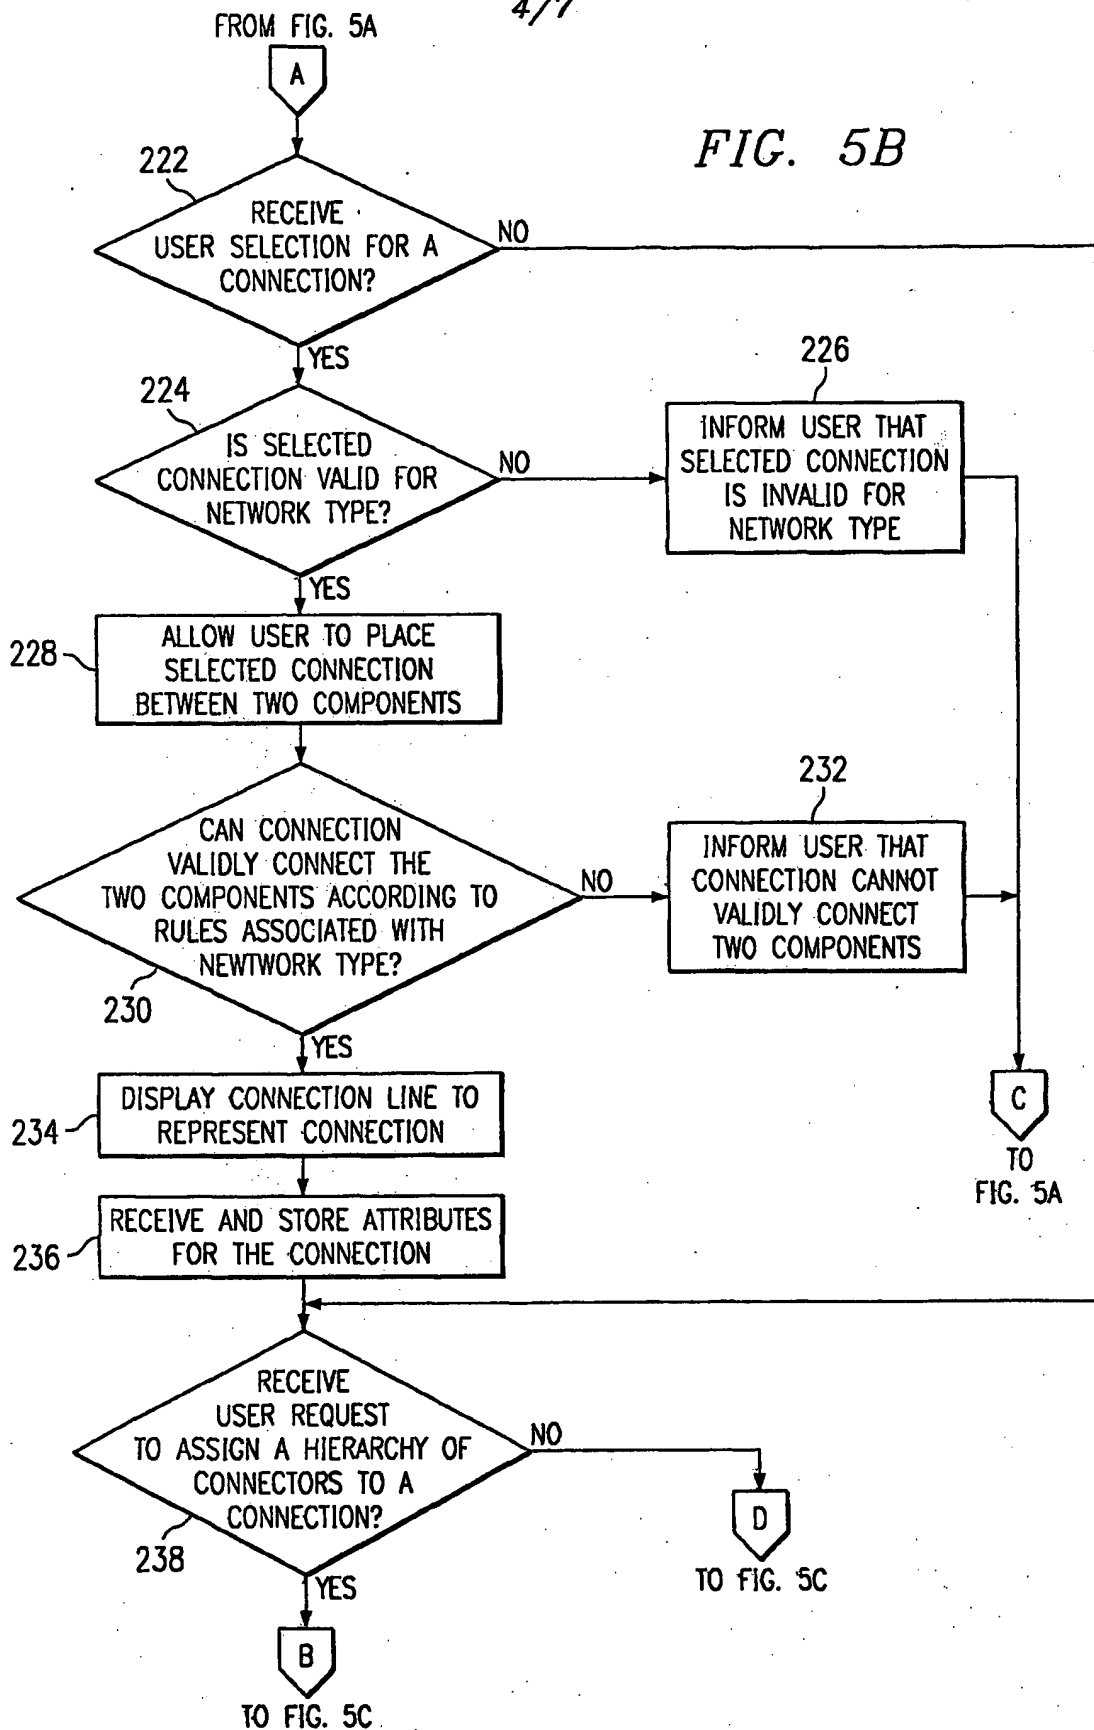 4/7
FROM FIG. 5A
A
FIG. 5B
222
RECEIVE
USER SELECTION FOR A
CONNECTION?
NO
YES
224
IS SELECTED
CONNECTION VALID FOR
NETWORK TYPE?
NO
226
INFORM USER THAT
SELECTED CONNECTION
IS INVALID FOR
NETWORK TYPE
YES
228
ALLOW USER TO PLACE
SELECTED CONNECTION
BETWEEN TWO COMPONENTS
CAN CONNECTION
VALIDLY CONNECT THE
TWO COMPONENTS ACCORDING TO
RULES ASSOCIATED WITH
NEWTWORK TYPE?
230
NO
232
INFORM USER THAT
CONNECTION CANNOT
VALIDLY CONNECT
TWO COMPONENTS
YES
C
TO
FIG. 5A
234
DISPLAY CONNECTION LINE TO
REPRESENT CONNECTION
236
RECEIVE AND STORE ATTRIBUTES
FOR THE CONNECTION
RECEIVE
USER REQUEST
TO ASSIGN A HIERARCHY OF
CONNECTORS TO A
CONNECTION?
238
NO
D
TO FIG. 5C
YES
B
TO FIG. 5C